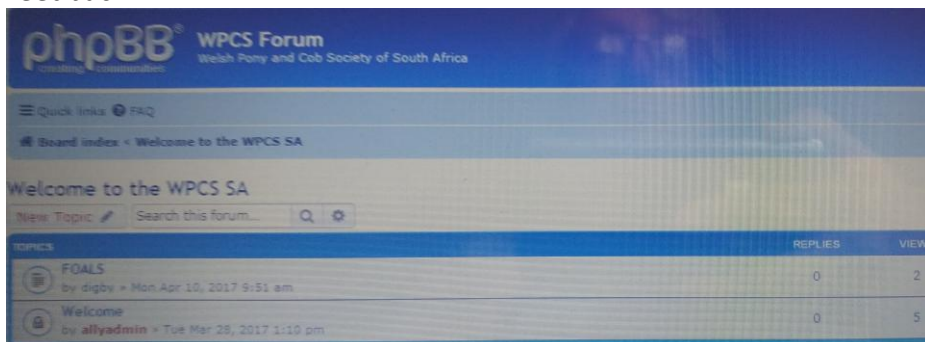 phpBB®
creating communities
WPCS Forum
Welsh Pony and Cob Society of South Africa
Quick links FAQ
Board index < Welcome to the WPCS SA
Welcome to the WPCS SA
New Topic Search this forum...
TOPICS REPLIES VIEW
FOALS
by digby » Mon Apr 10, 2017 9:51 am
0 2
Welcome
by allyadmin » Tue Mar 28, 2017 1:10 pm
0 5